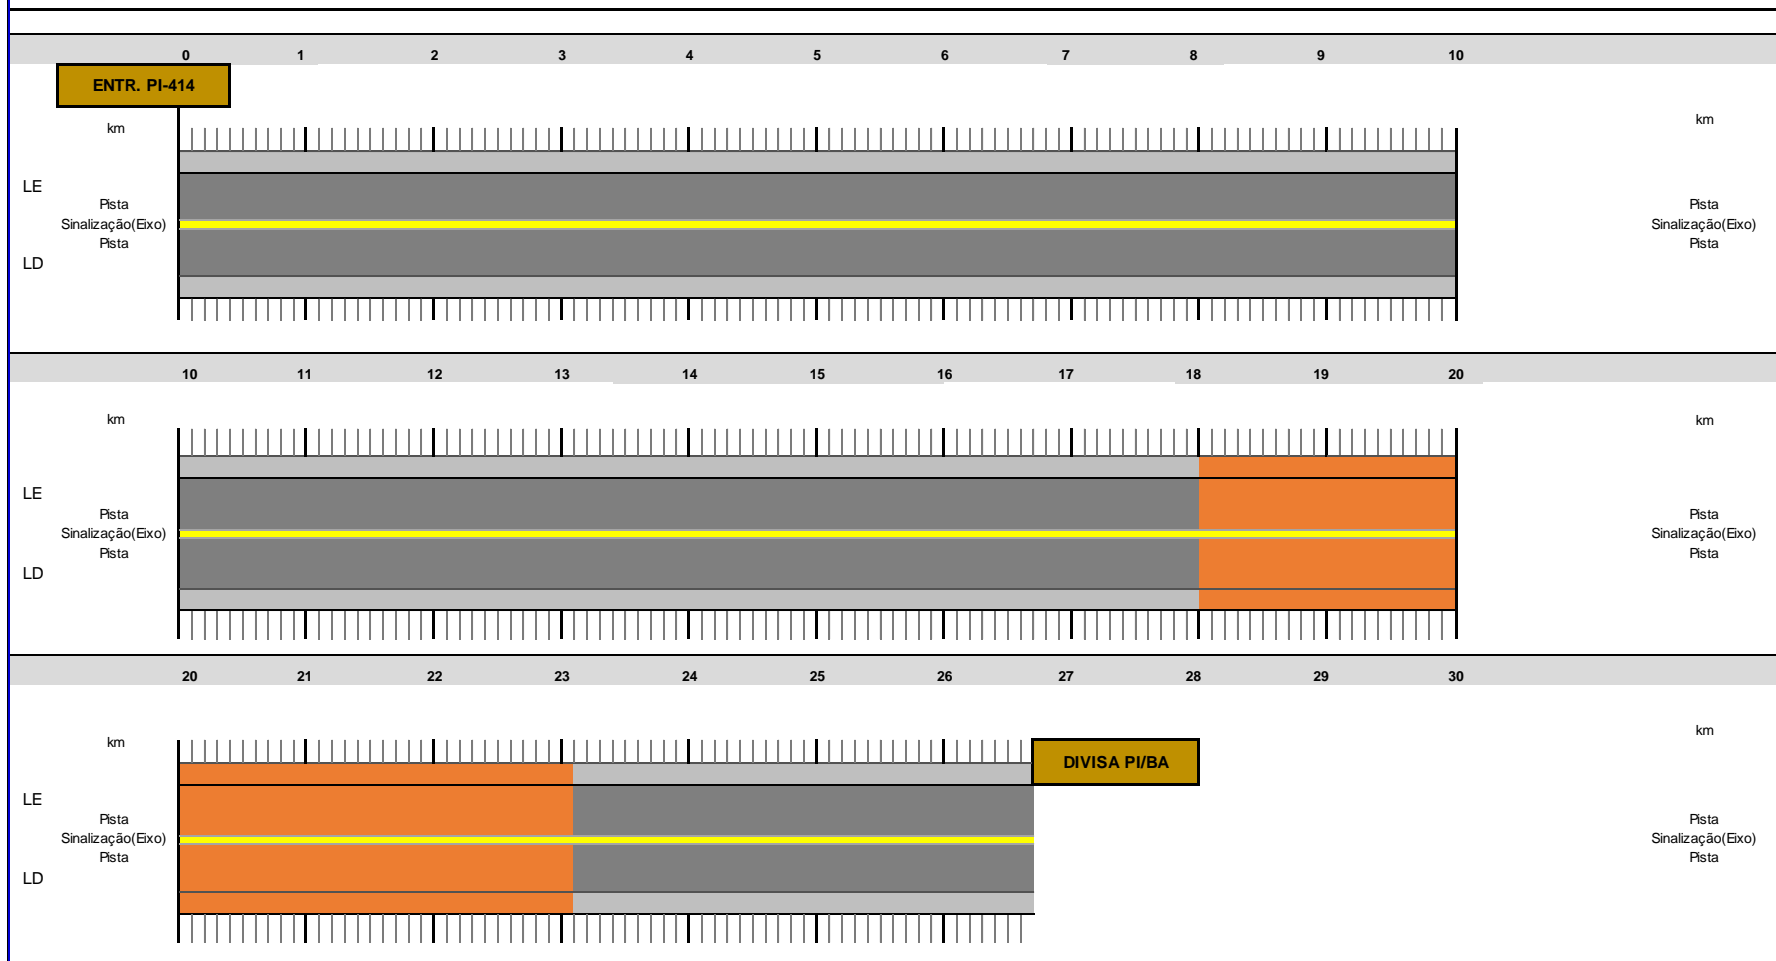 0 1 2 3 4 5 6 7 8 9 10
ENTR. PI-414
km km
LE
Pista Pista
Sinalização(Eixo) Sinalização(Eixo)
Pista Pista
LD
10 11 12 13 14 15 16 17 18 19 20
km km
LE
Pista Pista
Sinalização(Eixo) Sinalização(Eixo)
Pista Pista
LD
20 21 22 23 24 25 26 27 28 29 30
km km
DIVISA PI/BA
LE
Pista Pista
Sinalização(Eixo) Sinalização(Eixo)
Pista Pista
LD